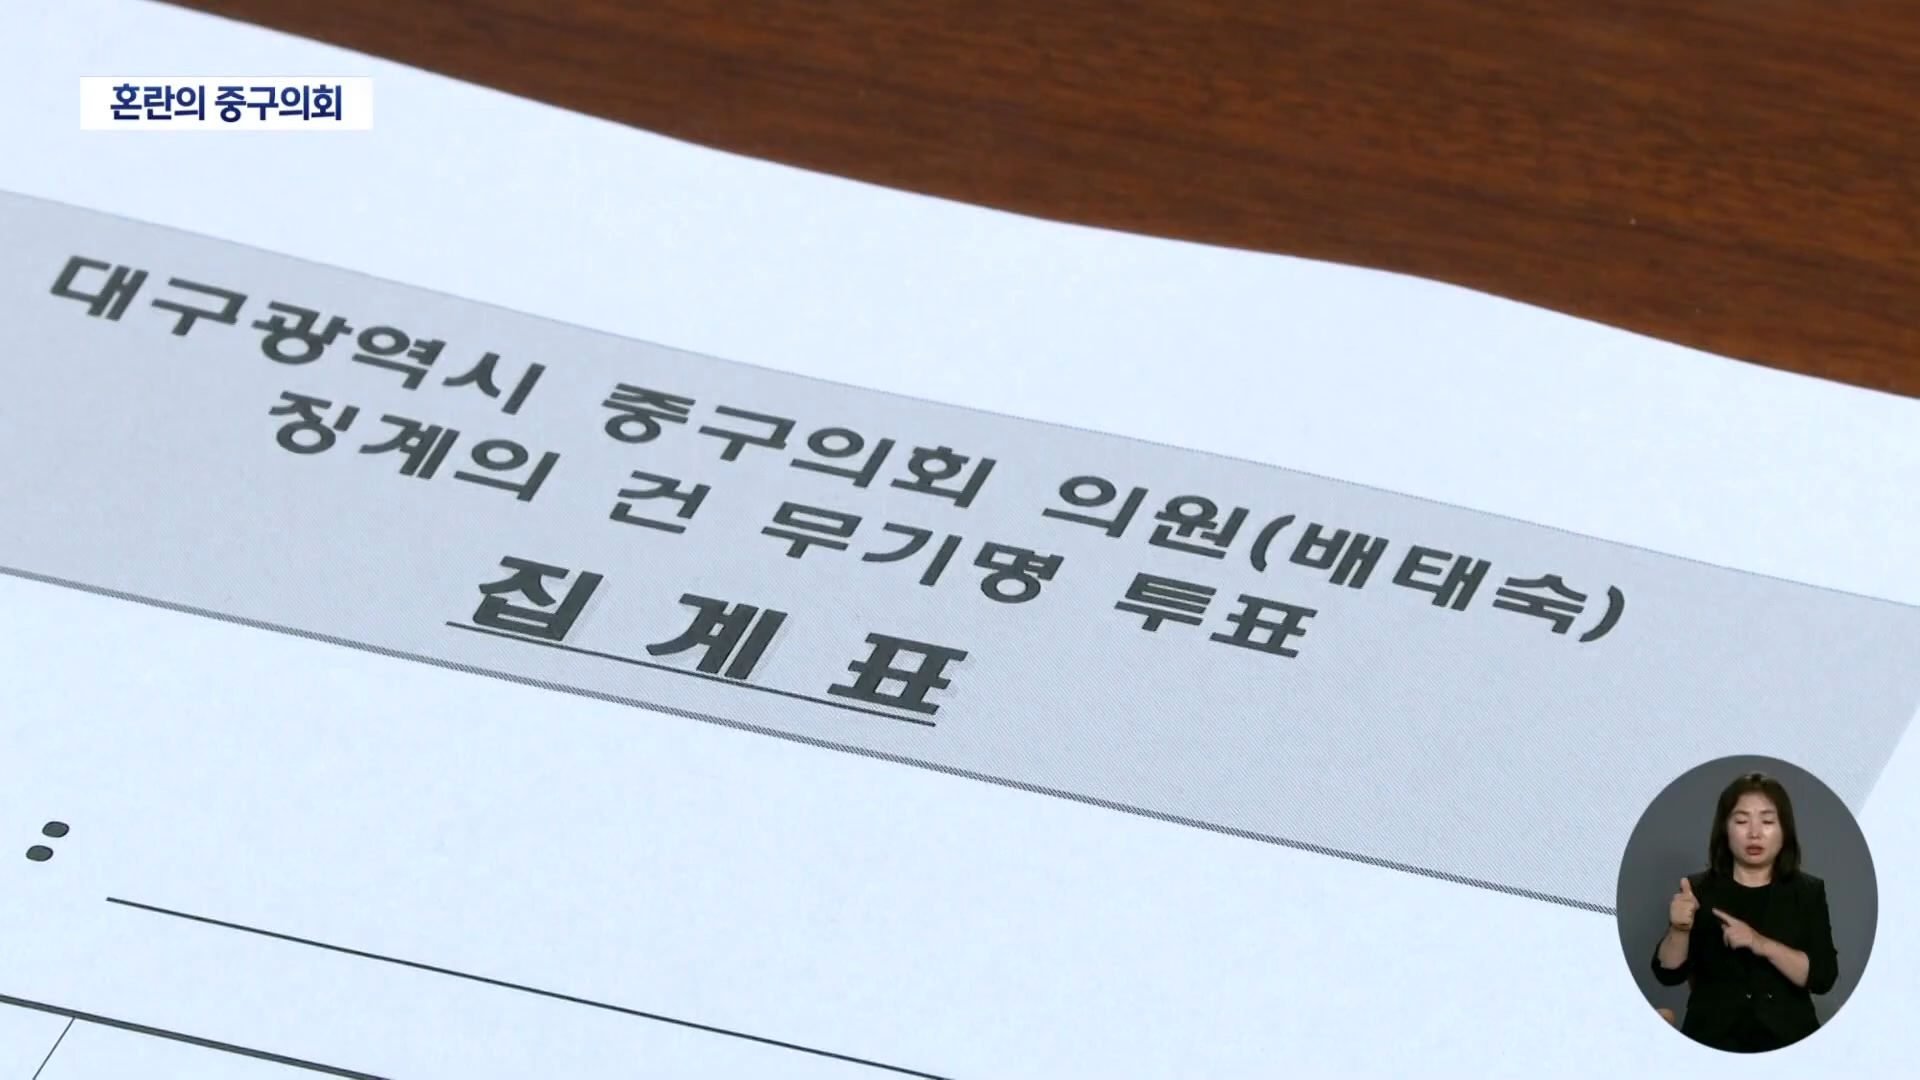 혼란의 중구의회
대구광역시 중구의회 의원(배태숙)
징계의 건 무기명 투표
집계표
: